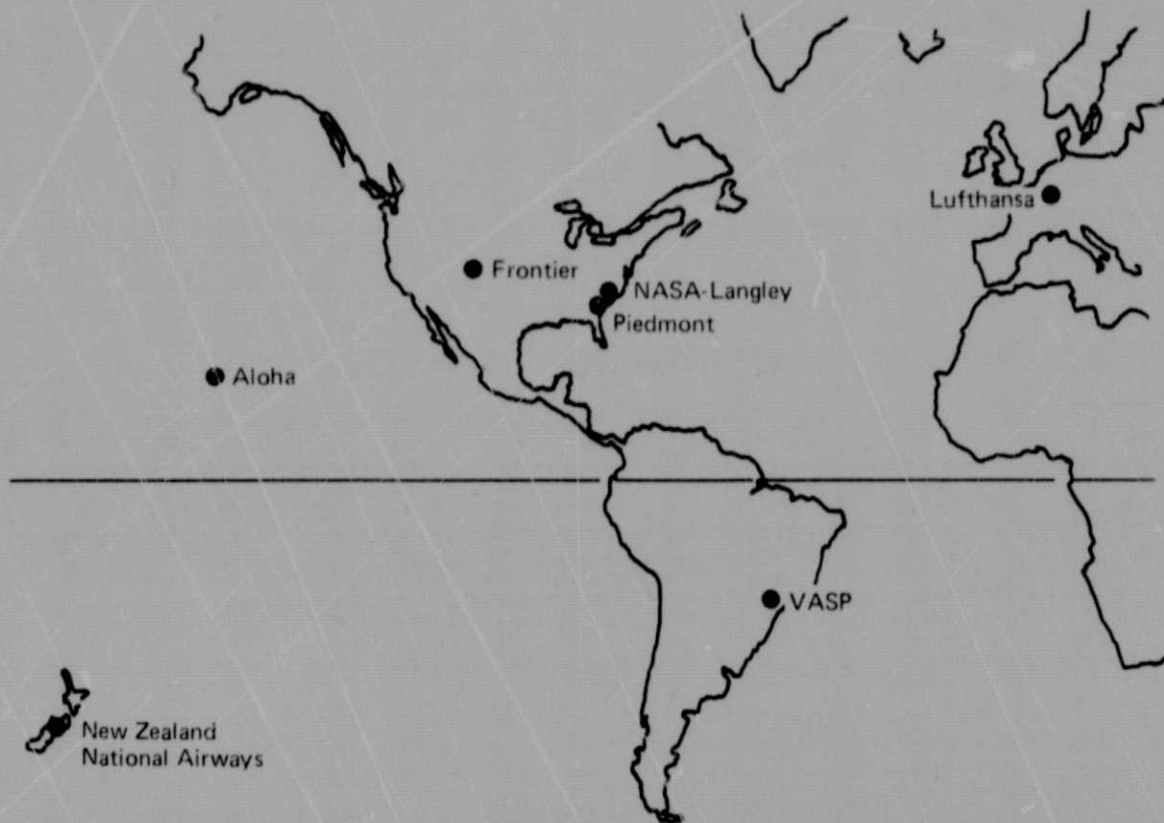 Lufthansa
Frontier
NASA-Langley
Piedmont
Aloha
VASP
New Zealand
National Airways